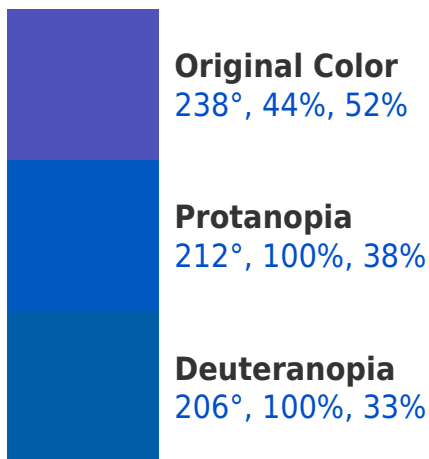 Original Color
238°, 44%, 52%
Protanopia
212°, 100%, 38%
Deuteranopia
206°, 100%, 33%